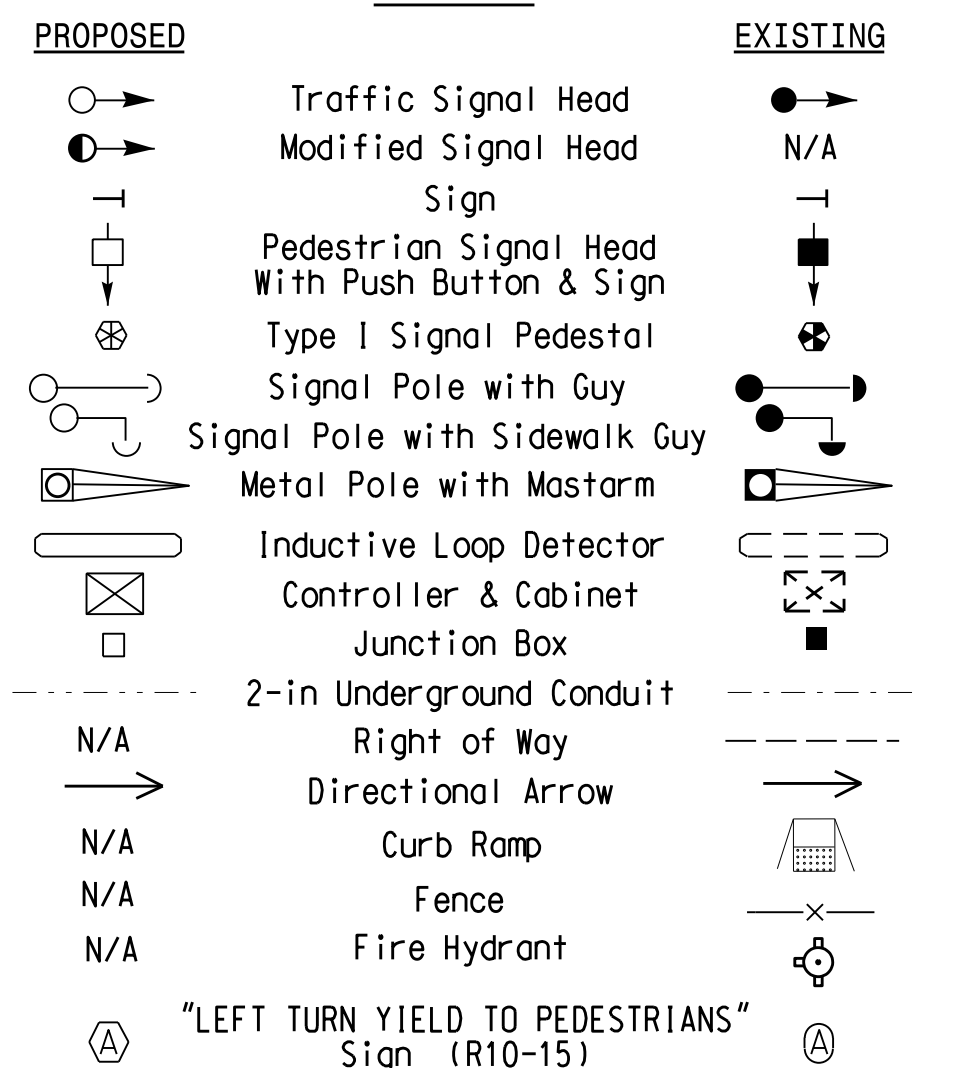 PROPOSED EXISTING
Traffic Signal Head
Modified Signal Head N/A
Sign
Pedestrian Signal Head
With Push Button & Sign
Type I Signal Pedestal
Signal Pole with Guy
Signal Pole with Sidewalk Guy
Metal Pole with Mastarm
Inductive Loop Detector
Controller & Cabinet
Junction Box
2-in Underground Conduit
N/A Right of Way
Directional Arrow
N/A Curb Ramp
N/A Fence
N/A Fire Hydrant
"LEFT TURN YIELD TO PEDESTRIANS"
A Sign (R10-15) A